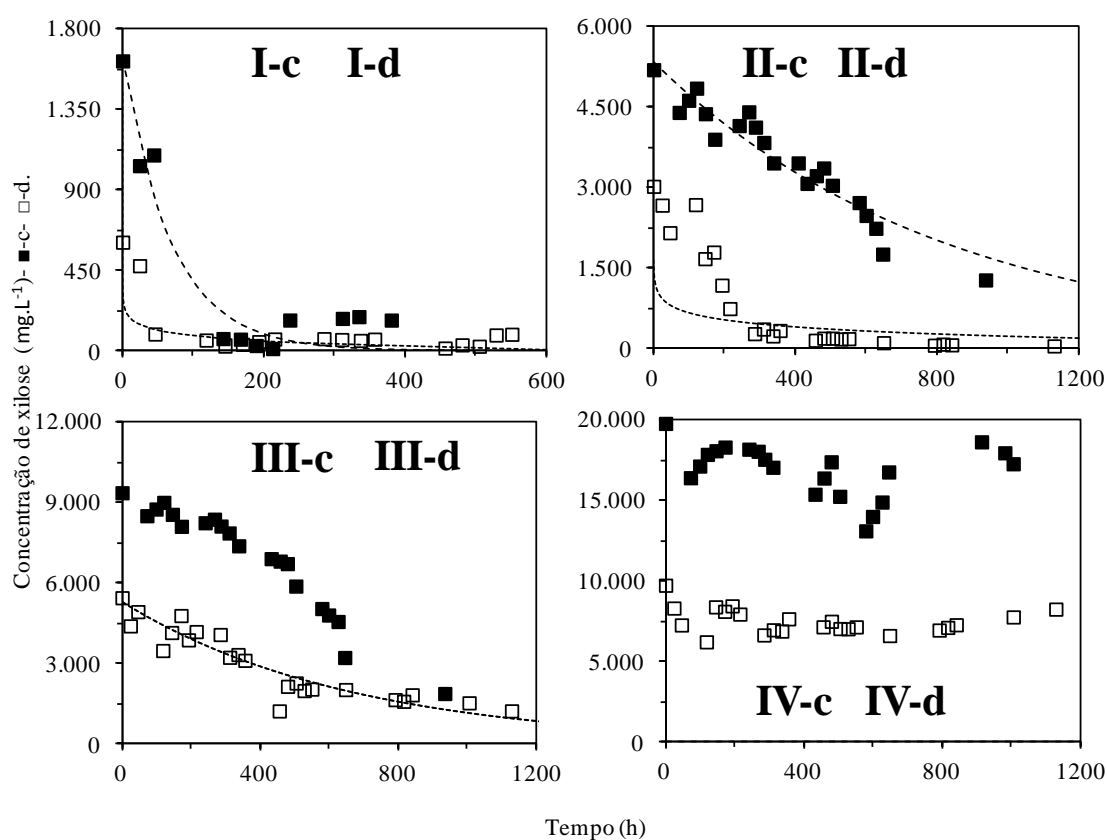 Concentração de xilose (mg.L⁻¹)- ■-c- □-d.
1.800
1.350
900
450
0
0 200 400 600
I-c I-d
6.000
4.500
3.000
1.500
0
0 400 800 1200
II-c II-d
12.000
9.000
6.000
3.000
0
0 400 800 1200
III-c III-d
20.000
15.000
10.000
5.000
0
0 400 800 1200
IV-c IV-d
Tempo (h)